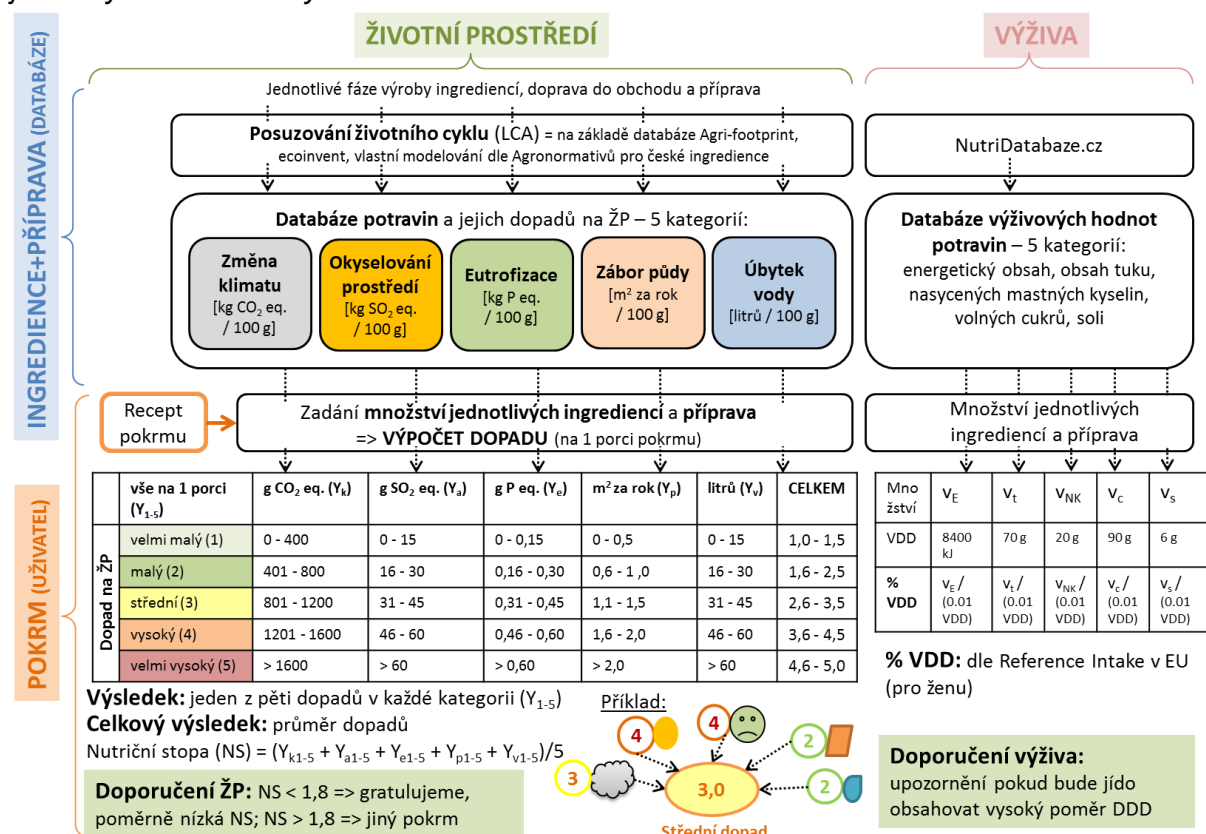 ŽIVOTNÍ PROSTŘEDÍ
VÝŽIVA
INGREDIENCE+PŘÍPRAVA (DATABÁZE)
Jednotlivé fáze výroby ingrediencí, doprava do obchodu a příprava
Posuzování životního cyklu (LCA) = na základě databáze Agri-footprint,
ecoinvent, vlastní modelování dle Agronormativů pro české ingredience
NutriDatabaze.cz
Databáze potravin a jejich dopadů na ŽP – 5 kategorií:
Změna
klimatu
[kg CO₂ eq.
/ 100 g]
Okyselování
prostředí
[kg SO₂ eq.
/ 100 g]
Eutrofizace
[kg P eq.
/ 100 g]
Zábor půdy
[m² za rok
/ 100 g]
Úbytek
vody
[litrů / 100 g]
Databáze výživových hodnot
potravin – 5 kategorií:
energetický obsah, obsah tuku,
nasycených mastných kyselin,
volných cukrů, soli
POKRM (UŽIVATEL)
Recept
pokrmu
Zadání množství jednotlivých ingrediencí a příprava
=> VÝPOČET DOPADU (na 1 porci pokrmu)
Množství jednotlivých
ingrediencí a příprava
vše na 1 porci
(Y₁₋₅)
g CO₂ eq. (Yₖ) g SO₂ eq. (Yₐ) g P eq. (Yₑ) m² za rok (Yₚ) litrů (Yᵥ) CELKEM
Dopad na ŽP
velmi malý (1) 0 - 400 0 - 15 0 - 0,15 0 - 0,5 0 - 15 1,0 - 1,5
malý (2) 401 - 800 16 - 30 0,16 - 0,30 0,6 - 1 ,0 16 - 30 1,6 - 2,5
střední (3) 801 - 1200 31 - 45 0,31 - 0,45 1,1 - 1,5 31 - 45 2,6 - 3,5
vysoký (4) 1201 - 1600 46 - 60 0,46 - 0,60 1,6 - 2,0 46 - 60 3,6 - 4,5
velmi vysoký (5) > 1600 > 60 > 0,60 > 2,0 > 60 4,6 - 5,0
Mno
žství
v_E v_t v_NK v_c v_s
VDD 8400
kJ
70 g 20 g 90 g 6 g
%
VDD
v_E /
(0.01
VDD)
v_t /
(0.01
VDD)
v_NK /
(0.01
VDD)
v_c /
(0.01
VDD)
v_s /
(0.01
VDD)
% VDD: dle Reference Intake v EU
(pro ženu)
Výsledek: jeden z pěti dopadů v každé kategorii (Y₁₋₅)
Celkový výsledek: průměr dopadů
Nutriční stopa (NS) = (Yₖ₁₋₅ + Yₐ₁₋₅ + Yₑ₁₋₅ + Yₚ₁₋₅ + Yᵥ₁₋₅)/5
Příklad:
4
4
2
3
3,0
2
Střední dopad
Doporučení ŽP: NS < 1,8 => gratulujeme,
poměrně nízká NS; NS > 1,8 => jiný pokrm
Doporučení výživa:
upozornění pokud bude jídlo
obsahovat vysoký poměr DDD